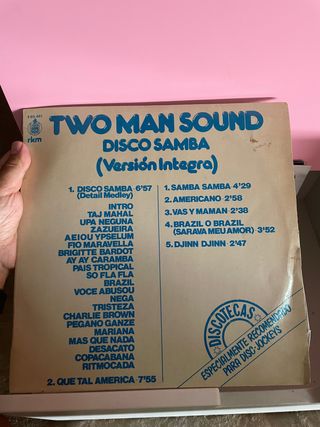 rkm
TWO MAN SOUND
DISCO SAMBA
(Versión Integra)
1. DISCO SAMBA 6'57
(Detail Medley)
INTRO
TAJ MAHAL
UPA NEGUNA
ZAZUEIRA
AEIOU YPSELUM
FIO MARAVELLA
BRIGITTE BARDOT
AY AY CARAMBA
PAIS TROPICAL
SO FLA FLA
BRAZIL
VOCE ABUSOU
NEGA
TRISTEZA
CHARLIE BROWN
PEGANO GANZE
MARIANA
MAS QUE NADA
DESACATO
COPACABANA
RITMOCADA
2. QUE TAL AMERICA 7'55
1. SAMBA SAMBA 4'29
2. AMERICANO 2'58
3. VAS Y MAMAN 2'38
4. BRAZIL O BRAZIL
(SARAVA MEU AMOR) 3'52
5. DJINN DJINN 2'47
DISCOTECAS
ESPECIALMENTE RECOMENDADO
PARA DISC-JOCKEYS